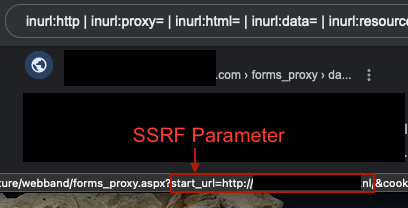 inurl:http | inurl:proxy= | inurl:html= | inurl:data= | inurl:resourc
.com › forms_proxy › da...
SSRF Parameter
ture/webband/forms_proxy.aspx?start_url=http:// .nl/&cook